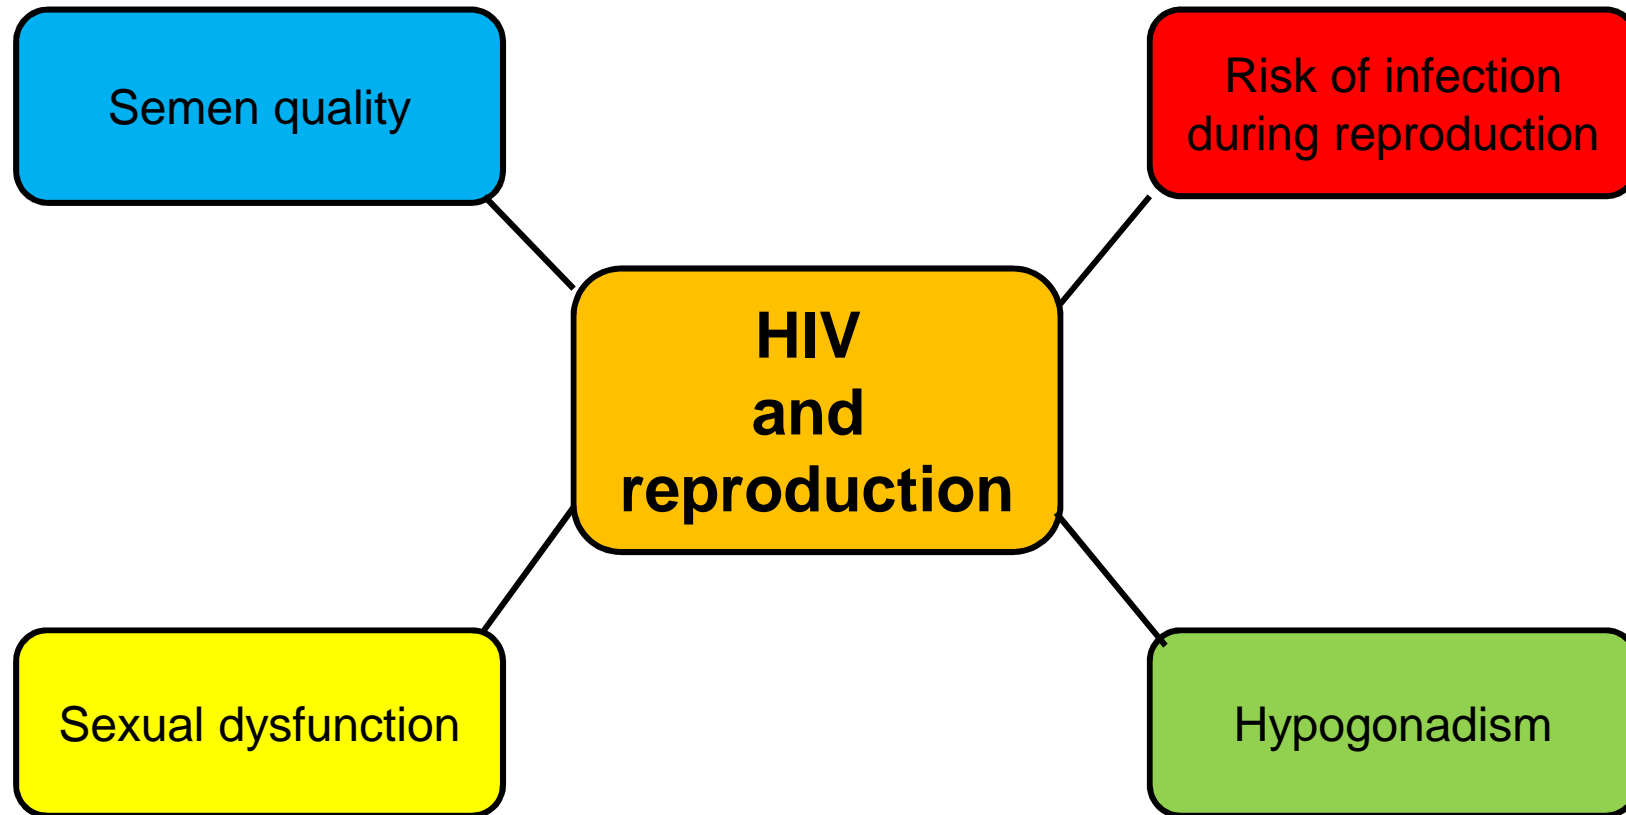 Semen quality
Risk of infection
during reproduction
HIV
and
reproduction
Sexual dysfunction
Hypogonadism